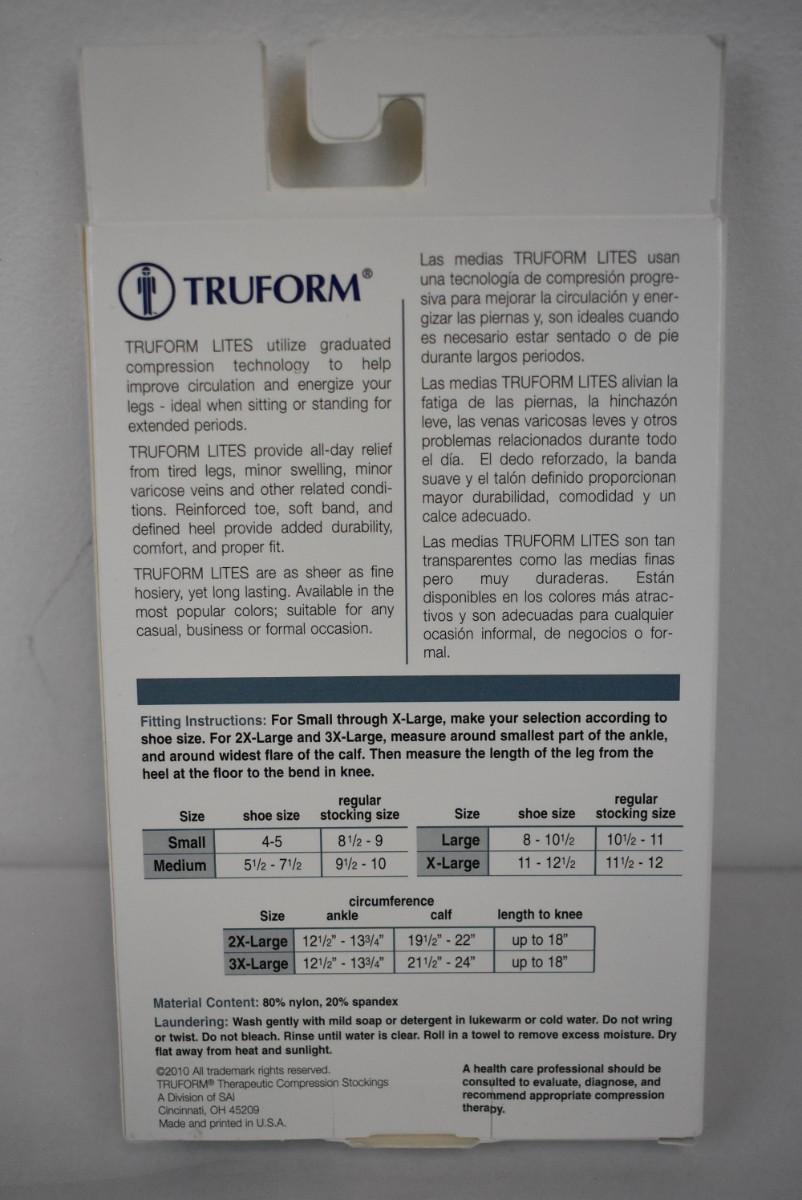 TRUFORM®
TRUFORM LITES utilize graduated
compression technology to help
improve circulation and energize your
legs - ideal when sitting or standing for
extended periods.
TRUFORM LITES provide all-day relief
from tired legs, minor swelling, minor
varicose veins and other related condi-
tions. Reinforced toe, soft band, and
defined heel provide added durability,
comfort, and proper fit.
TRUFORM LITES are as sheer as fine
hosiery, yet long lasting. Available in the
most popular colors; suitable for any
casual, business or formal occasion.
Las medias TRUFORM LITES usan
una tecnología de compresión progre-
siva para mejorar la circulación y ener-
gizar las piernas y, son ideales cuando
es necesario estar sentado o de pie
durante largos periodos.
Las medias TRUFORM LITES alivian la
fatiga de las piernas, la hinchazón
leve, las venas varicosas leves y otros
problemas relacionados durante todo
el día. El dedo reforzado, la banda
suave y el talón definido proporcionan
mayor durabilidad, comodidad y un
calce adecuado.
Las medias TRUFORM LITES son tan
transparentes como las medias finas
pero muy duraderas. Están
disponibles en los colores más atrac-
tivos y son adecuadas para cualquier
ocasión informal, de negocios o for-
mal.
Fitting Instructions: For Small through X-Large, make your selection according to
shoe size. For 2X-Large and 3X-Large, measure around smallest part of the ankle,
and around widest flare of the calf. Then measure the length of the leg from the
heel at the floor to the bend in knee.
regular
Size shoe size stocking size
Small 4-5 8 1/2 - 9
Medium 5 1/2 - 7 1/2 9 1/2 - 10
regular
Size shoe size stocking size
Large 8 - 10 1/2 10 1/2 - 11
X-Large 11 - 12 1/2 11 1/2 - 12
circumference
Size ankle calf length to knee
2X-Large 12 1/2" - 13 3/4" 19 1/2" - 22" up to 18"
3X-Large 12 1/2" - 13 3/4" 21 1/2" - 24" up to 18"
Material Content: 80% nylon, 20% spandex
Laundering: Wash gently with mild soap or detergent in lukewarm or cold water. Do not wring
or twist. Do not bleach. Rinse until water is clear. Roll in a towel to remove excess moisture. Dry
flat away from heat and sunlight.
©2010 All trademark rights reserved.
TRUFORM® Therapeutic Compression Stockings
A Division of SAI
Cincinnati, OH 45209
Made and printed in U.S.A.
A health care professional should be
consulted to evaluate, diagnose, and
recommend appropriate compression
therapy.